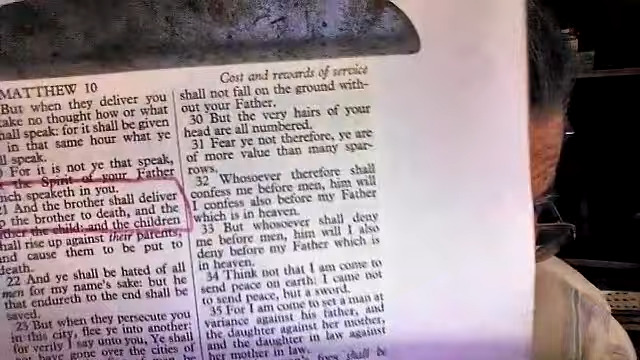 MATTHEW 10
But when they deliver you
take no thought how or what
hall speak: for it shall be given
in that same hour what ye
ll speak.
For it is not ye that speak,
the Spirit of your Father
hich speaketh in you.
21 And the brother shall deliver
the brother to death, and the
the child: and the children
hall rise up against their parents,
and cause them to be put to
death.
22 And ye shall be hated of all
men for my name's sake: but he
that endureth to the end shall be
saved.
23 But when they persecute you
in this city, flee ye into another:
for verily I say unto you, Ye shall
have gone over the cities of
Cost and rewards of service
shall not fall on the ground with-
out your Father.
30 But the very hairs of your
head are all numbered.
31 Fear ye not therefore, ye are
of more value than many spar-
rows.
32 Whosoever therefore shall
confess me before men, him will
I confess also before my Father
which is in heaven.
33 But whosoever shall deny
me before men, him will I also
deny before my Father which is
in heaven.
34 Think not that I am come to
send peace on earth: I came not
to send peace, but a sword.
35 For I am come to set a man at
variance against his father, and
the daughter against her mother,
and the daughter in law against
her mother in law.
foes shall be